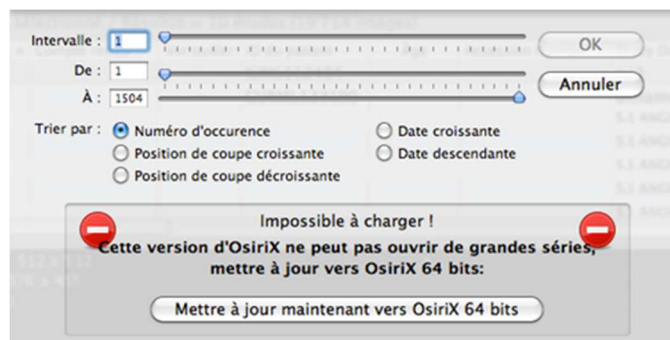 Intervalle : 1
OK
De : 1
Annuler
À : 1504
Trier par : Numéro d'occurence
Date croissante
Position de coupe croissante
Date descendante
Position de coupe décroissante
Impossible à charger !
Cette version d'OsiriX ne peut pas ouvrir de grandes séries,
mettre à jour vers OsiriX 64 bits:
Mettre à jour maintenant vers OsiriX 64 bits